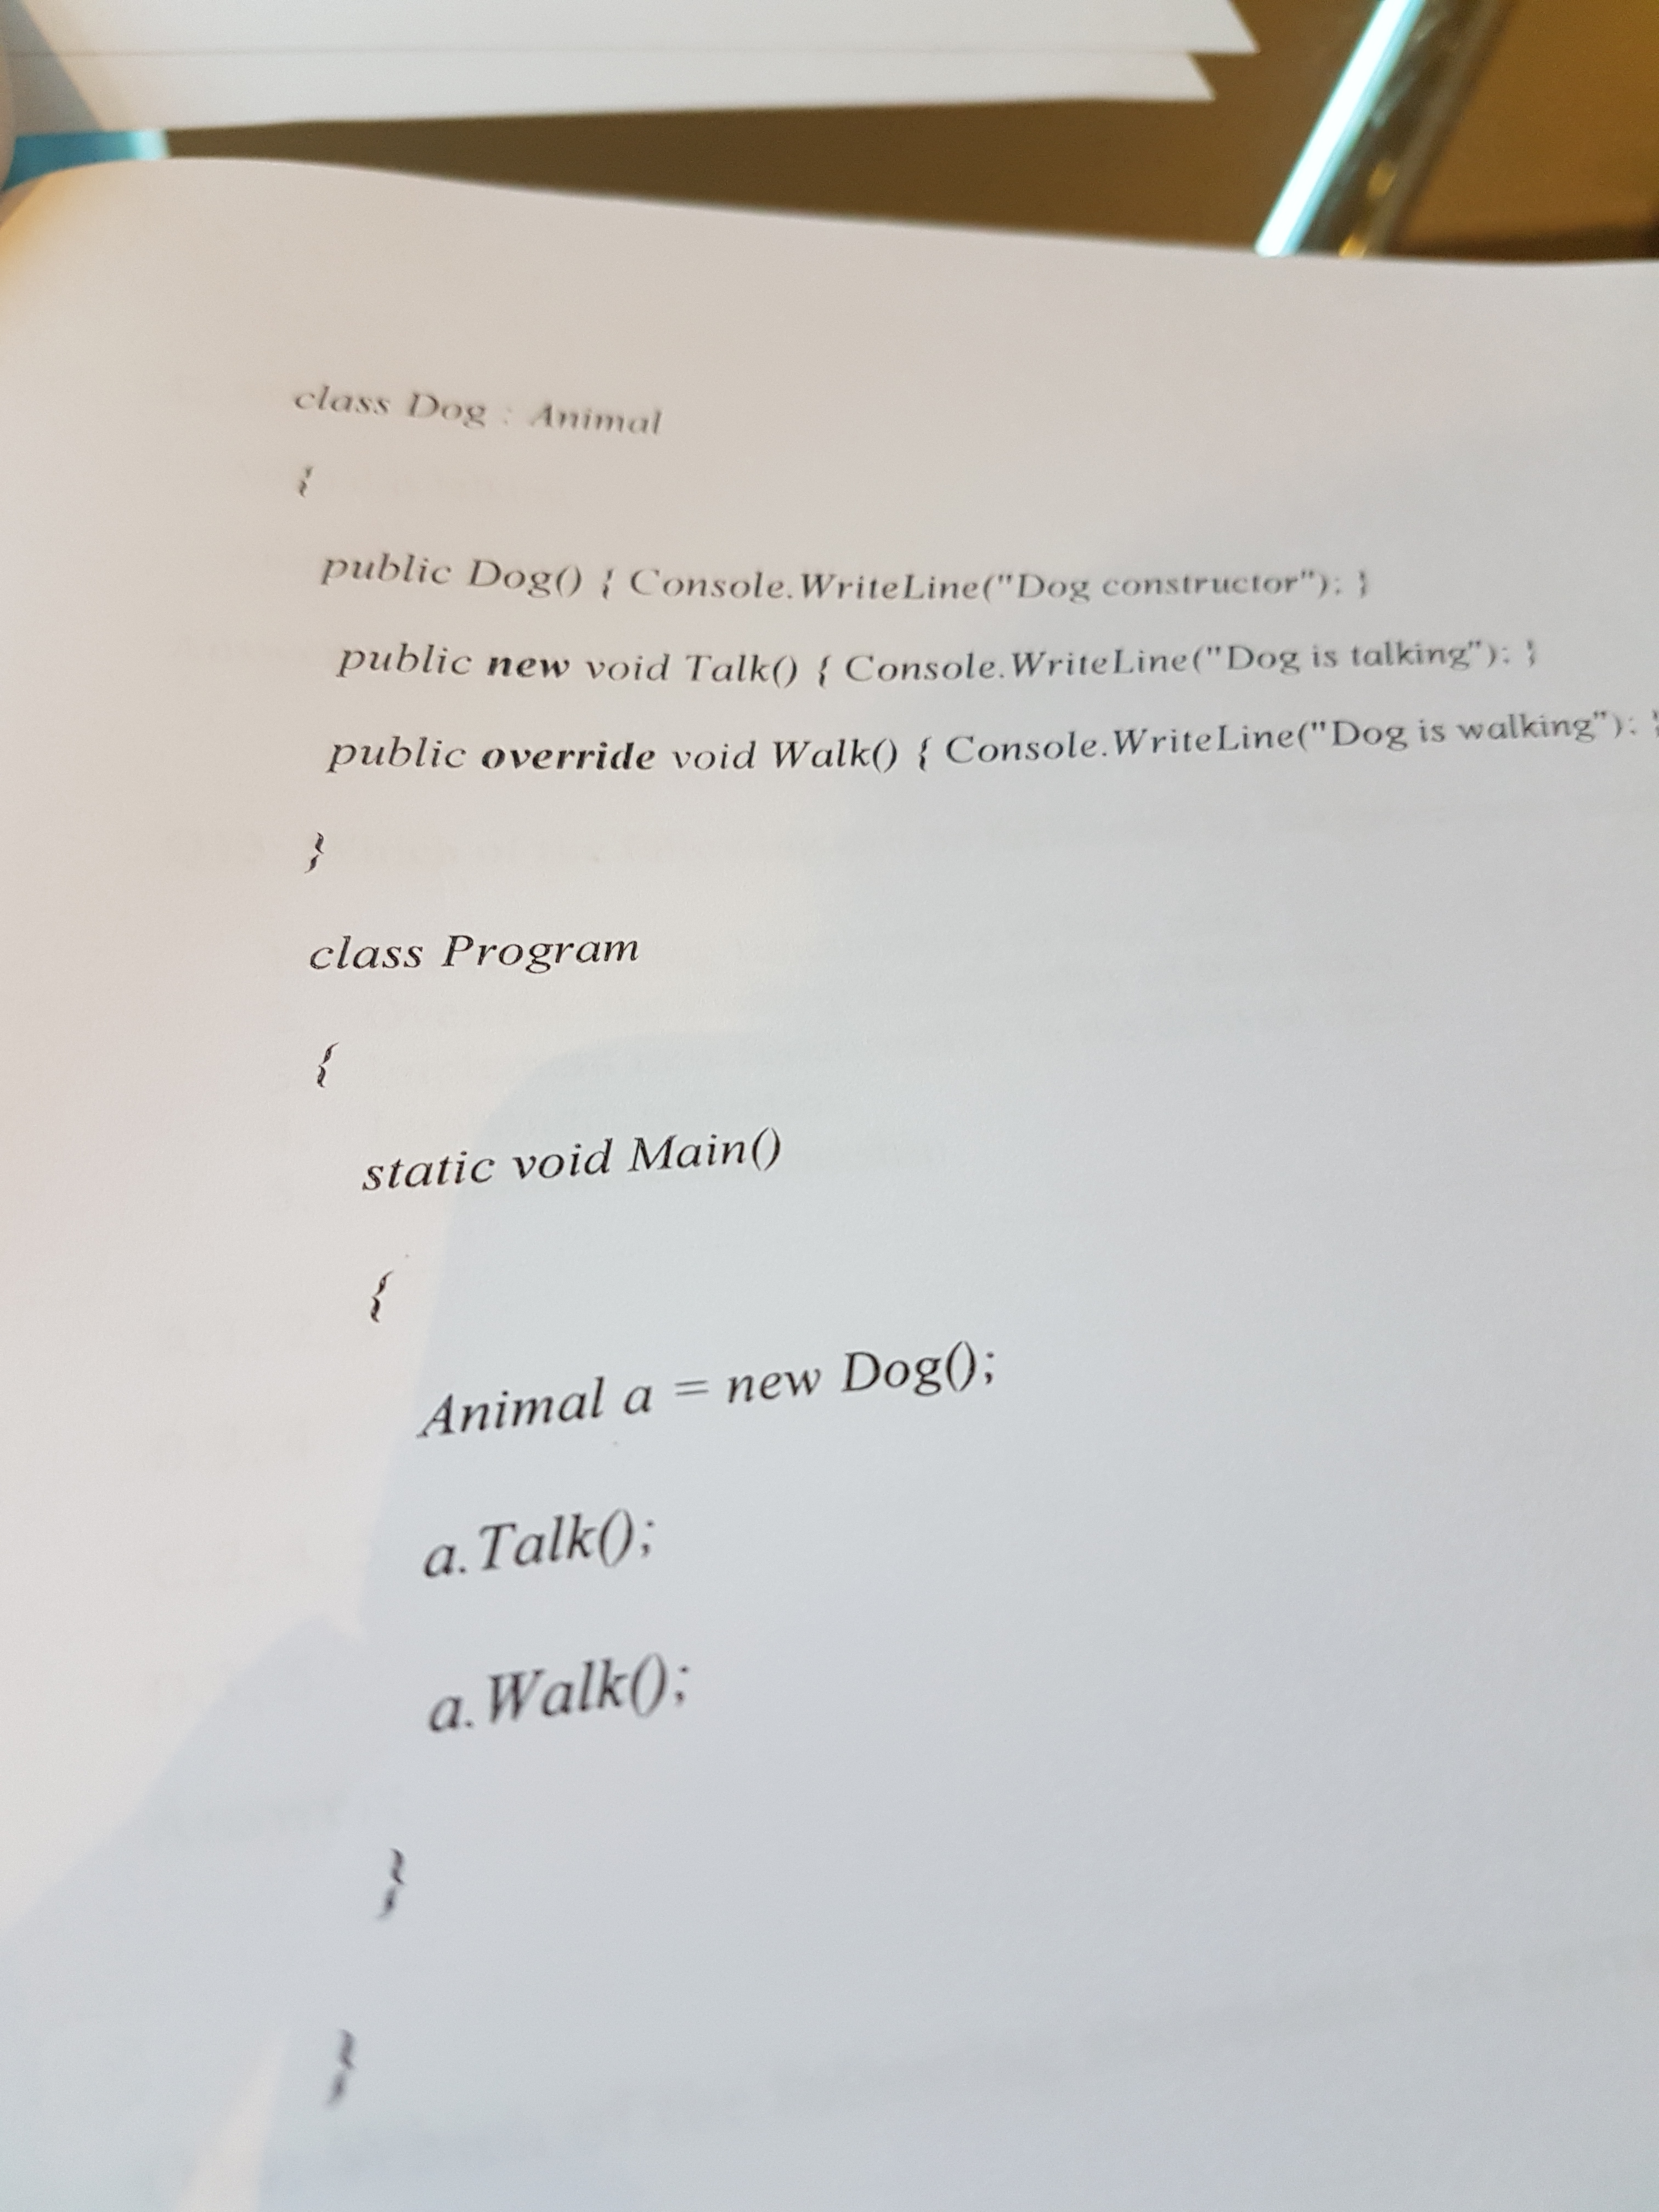 class Dog : Animal
{
public Dog() { Console.WriteLine("Dog constructor"); }
public new void Talk() { Console.WriteLine("Dog is talking"); }
public override void Walk() { Console.WriteLine("Dog is walking"); }
}
class Program
{
static void Main()
{
Animal a = new Dog();
a.Talk();
a.Walk();
}
}